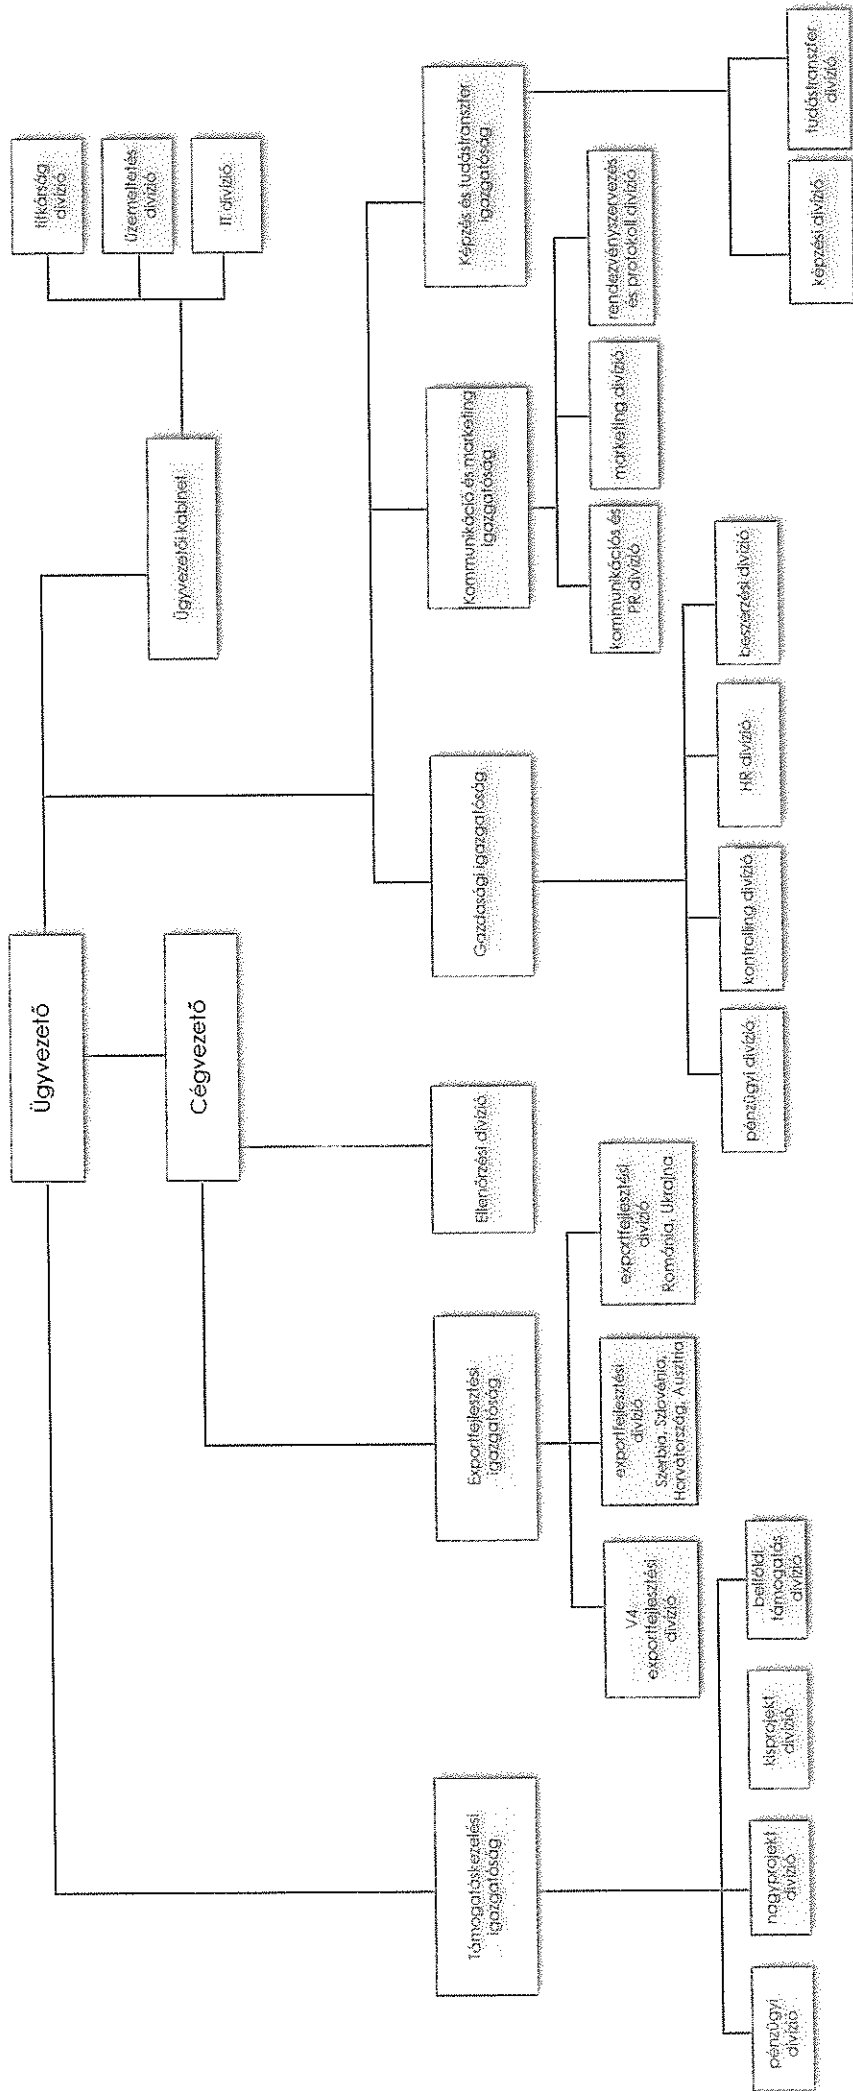 Ügyvezető
Cégvezető
Ügyvezetői kabinet
titkárság
divízió
üzemeltetés
divízió
IT divízió
Támogatáskezelési
igazgatóság
Exportfejlesztési
igazgatóság
Ellenőrzési divízió
Gazdasági igazgatóság
Kommunikáció és marketing
igazgatóság
Képzés és tudástranszfer
igazgatóság
pénzügyi
divízió
nagyprojekt
divízió
kisprojekt
divízió
belföldi
támogatás
divízió
V4
exportfejlesztési
divízió
exportfejlesztési
divízió
Szerbia, Szlovénia,
Horvátország, Ausztria
exportfejlesztési
divízió
Románia, Ukrajna
pénzügyi divízió
kontrolling divízió
HR divízió
beszerzési divízió
kommunikációs és
PR divízió
marketing divízió
rendezvényszervezés
és protokoll divízió
képzési divízió
tudástranszfer
divízió